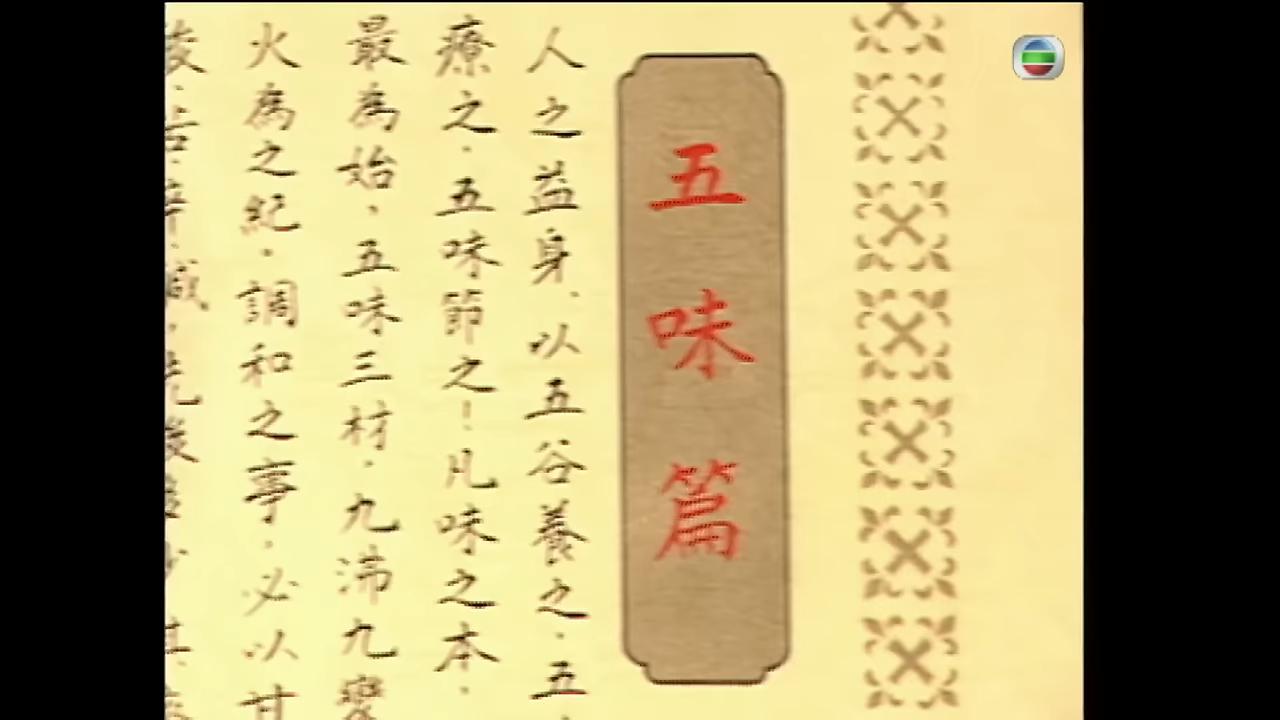 五味篇
人之益身、以五谷養之．五
療之．五味節之！凡味之本．
最為始，五味三材．九沸九變
火為之紀．調和之事．必以甘